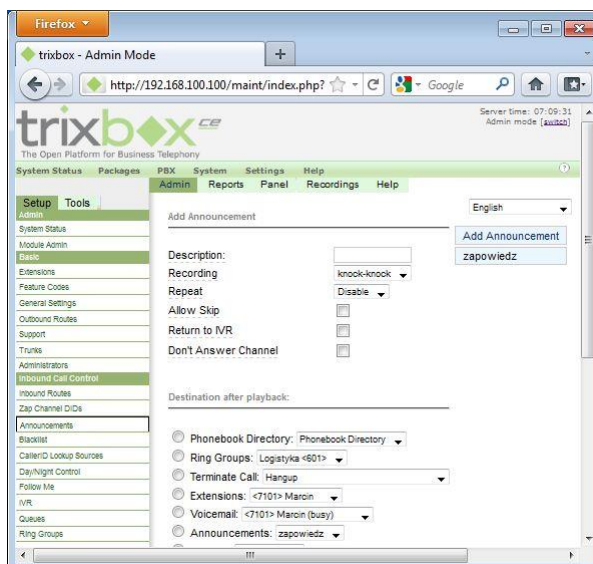 Firefox
trixbox - Admin Mode
http://192.168.100.100/maint/index.php?
Google
trixbox CE
The Open Platform for Business Telephony
Server time: 07:09:31
Admin mode [switch]
System Status Packages PBX System Settings Help
Admin Reports Panel Recordings Help
Setup Tools
Admin
System Status
Module Admin
Basic
Extensions
Feature Codes
General Settings
Outbound Routes
Support
Trunks
Administrators
Inbound Call Control
Inbound Routes
Zap Channel DIDs
Announcements
Blacklist
CallerID Lookup Sources
Day/Night Control
Follow Me
IVR
Queues
Ring Groups
Add Announcement
Description:
Recording knock-knock
Repeat Disable
Allow Skip
Return to IVR
Don't Answer Channel
Destination after playback:
Phonebook Directory: Phonebook Directory
Ring Groups: Logistyka <601>
Terminate Call: Hangup
Extensions: <7101> Marcin
Voicemail: <7101> Marcin (busy)
Announcements: zapowiedz
English
Add Announcement
zapowiedz